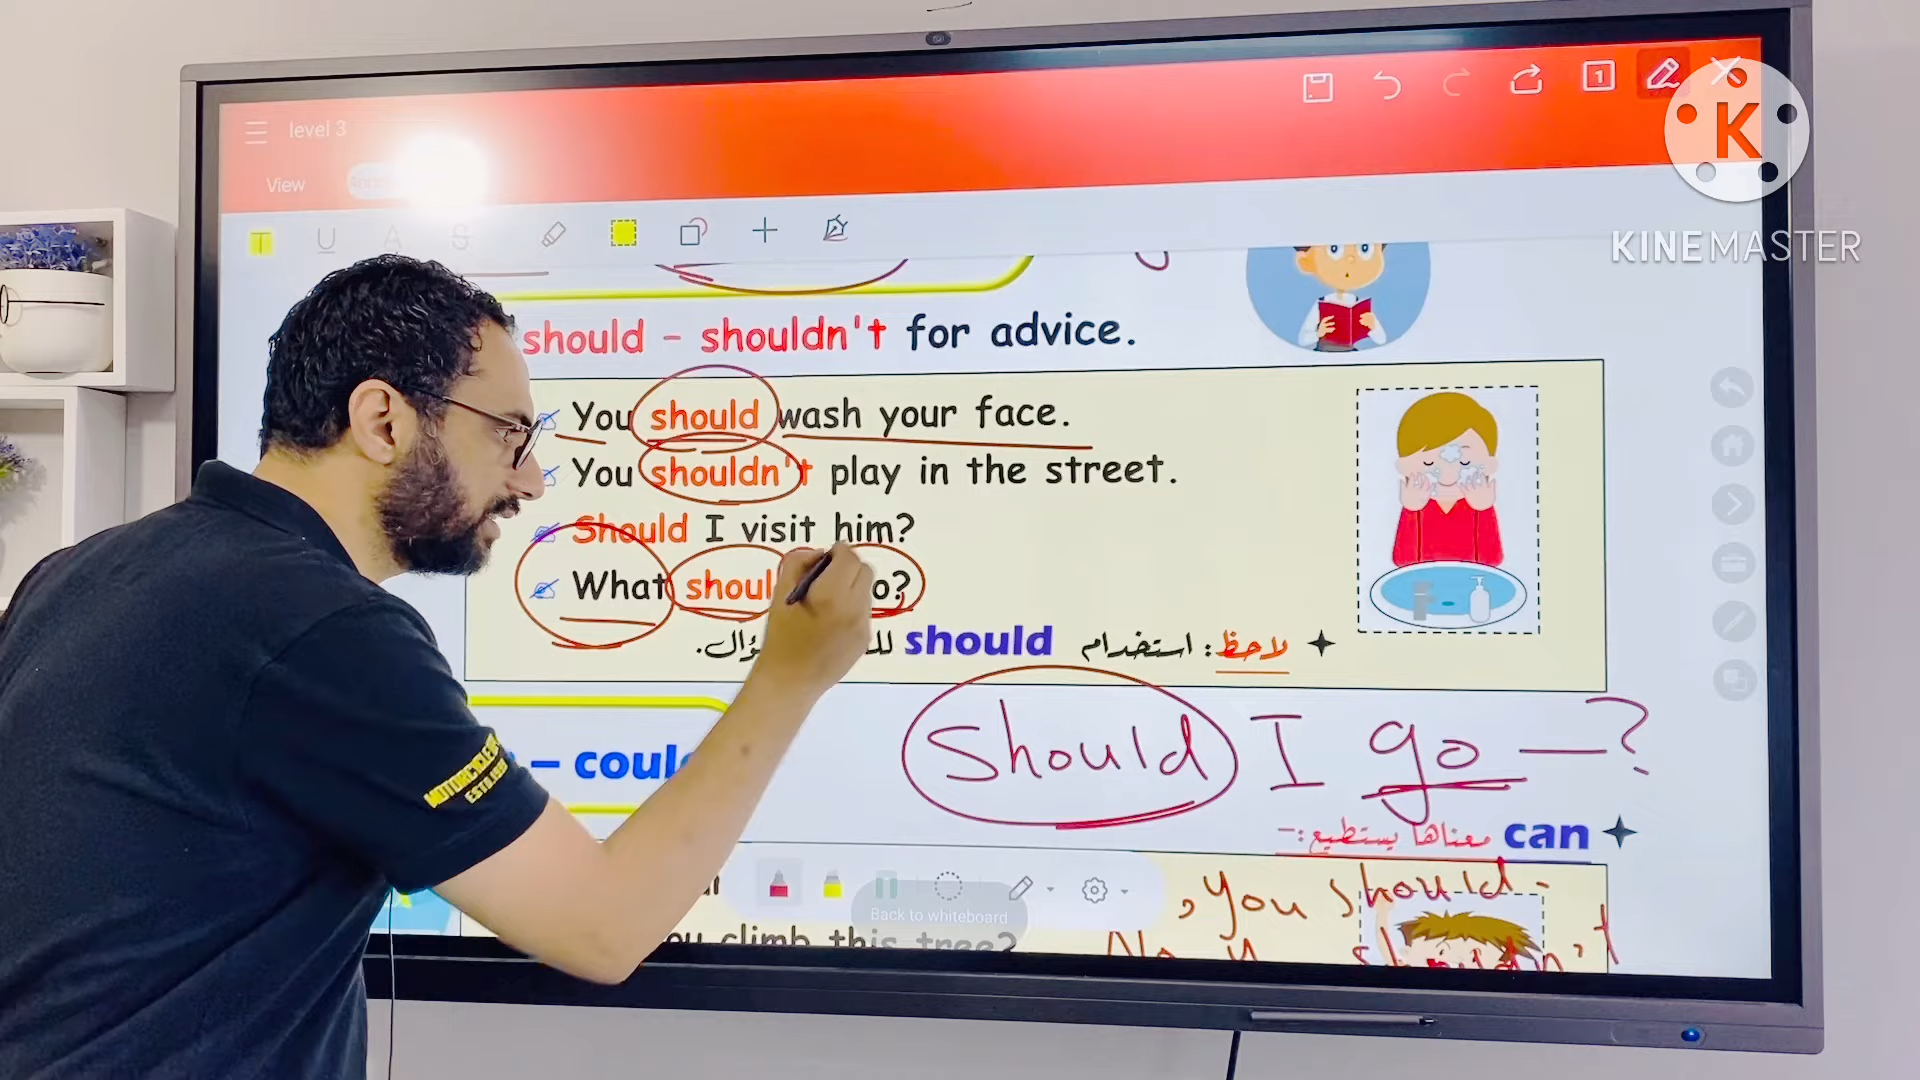 level 3
View
1
K
KINEMASTER
T U A S
should - shouldn't for advice.
You should wash your face.
You shouldn't play in the street.
Should I visit him?
What shoul o?
لاحظ: استخدام should
Should I go —?
– coul
can معناها يستطيع:-
, you should -
Back to whiteboard
climb this tree?
MOTORCYCLE